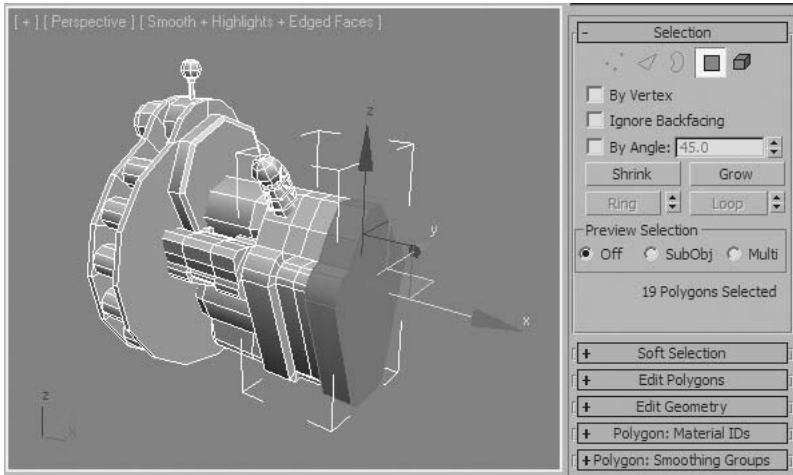 [ + ] [ Perspective ] [ Smooth + Highlights + Edged Faces ]
z
y
x
z
x
- Selection
By Vertex
Ignore Backfacing
By Angle: 45.0
Shrink Grow
Ring Loop
Preview Selection
Off SubObj Multi
19 Polygons Selected
+ Soft Selection
+ Edit Polygons
+ Edit Geometry
+ Polygon: Material IDs
+ Polygon: Smoothing Groups